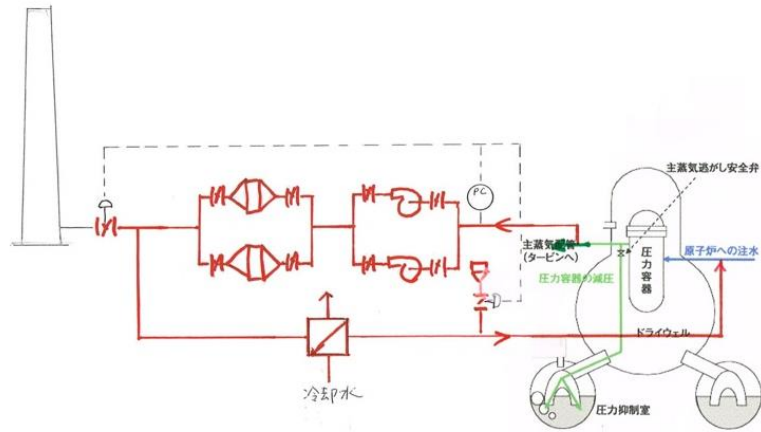 主蒸気逃がし安全弁
PC
主蒸気配管
(タービンへ)
圧力容器
原子炉への注水
圧力容器の減圧
ドライウェル
冷却水
圧力抑制室